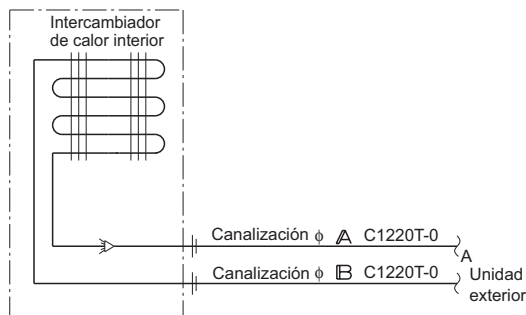 Intercambiador
de calor interior
Canalización ϕ A C1220T-0
A
Canalización ϕ B C1220T-0
Unidad
exterior